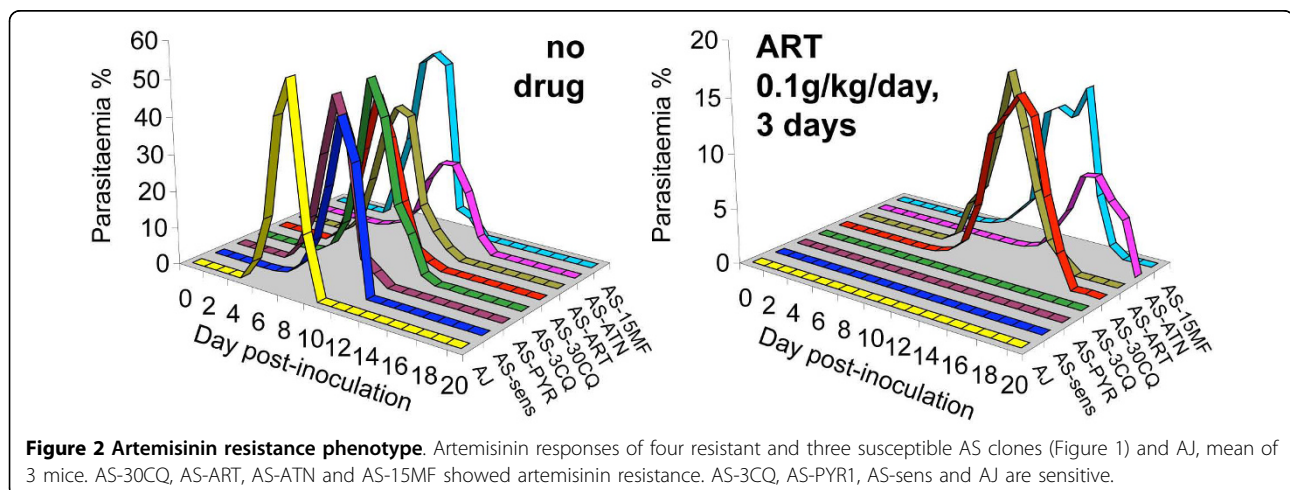 60
50
40
30
20
10
0
Parasitaemia %
no
drug
0 2 4 6 8 10 12 14 16 18 20
Day post-inoculation
AJ
AS-sens
AS-PYR
AS-3CQ
AS-30CQ
AS-ART
AS-ATN
AS-15MF
20
15
10
5
0
Parasitaemia %
ART
0.1g/kg/day,
3 days
0 2 4 6 8 10 12 14 16 18 20
Day post-inoculation
AJ
AS-sens
AS-PYR
AS-3CQ
AS-30CQ
AS-ART
AS-ATN
AS-15MF
Figure 2 Artemisinin resistance phenotype. Artemisinin responses of four resistant and three susceptible AS clones (Figure 1) and AJ, mean of
3 mice. AS-30CQ, AS-ART, AS-ATN and AS-15MF showed artemisinin resistance. AS-3CQ, AS-PYR1, AS-sens and AJ are sensitive.